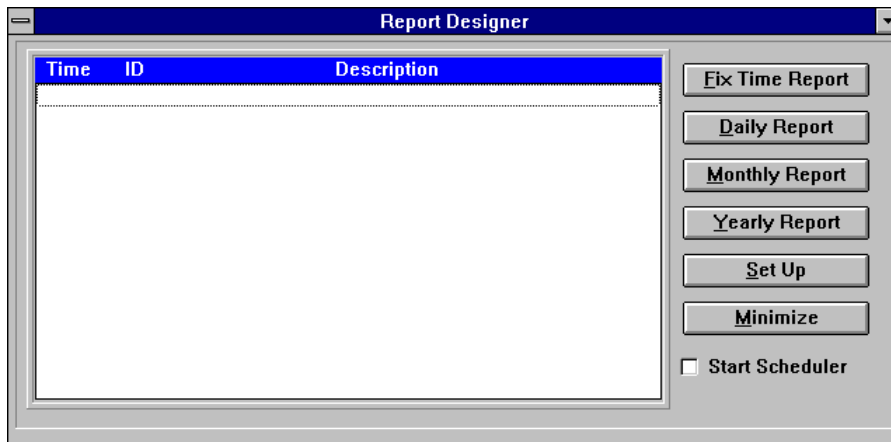 Report Designer
Time ID Description
Fix Time Report
Daily Report
Monthly Report
Yearly Report
Set Up
Minimize
Start Scheduler